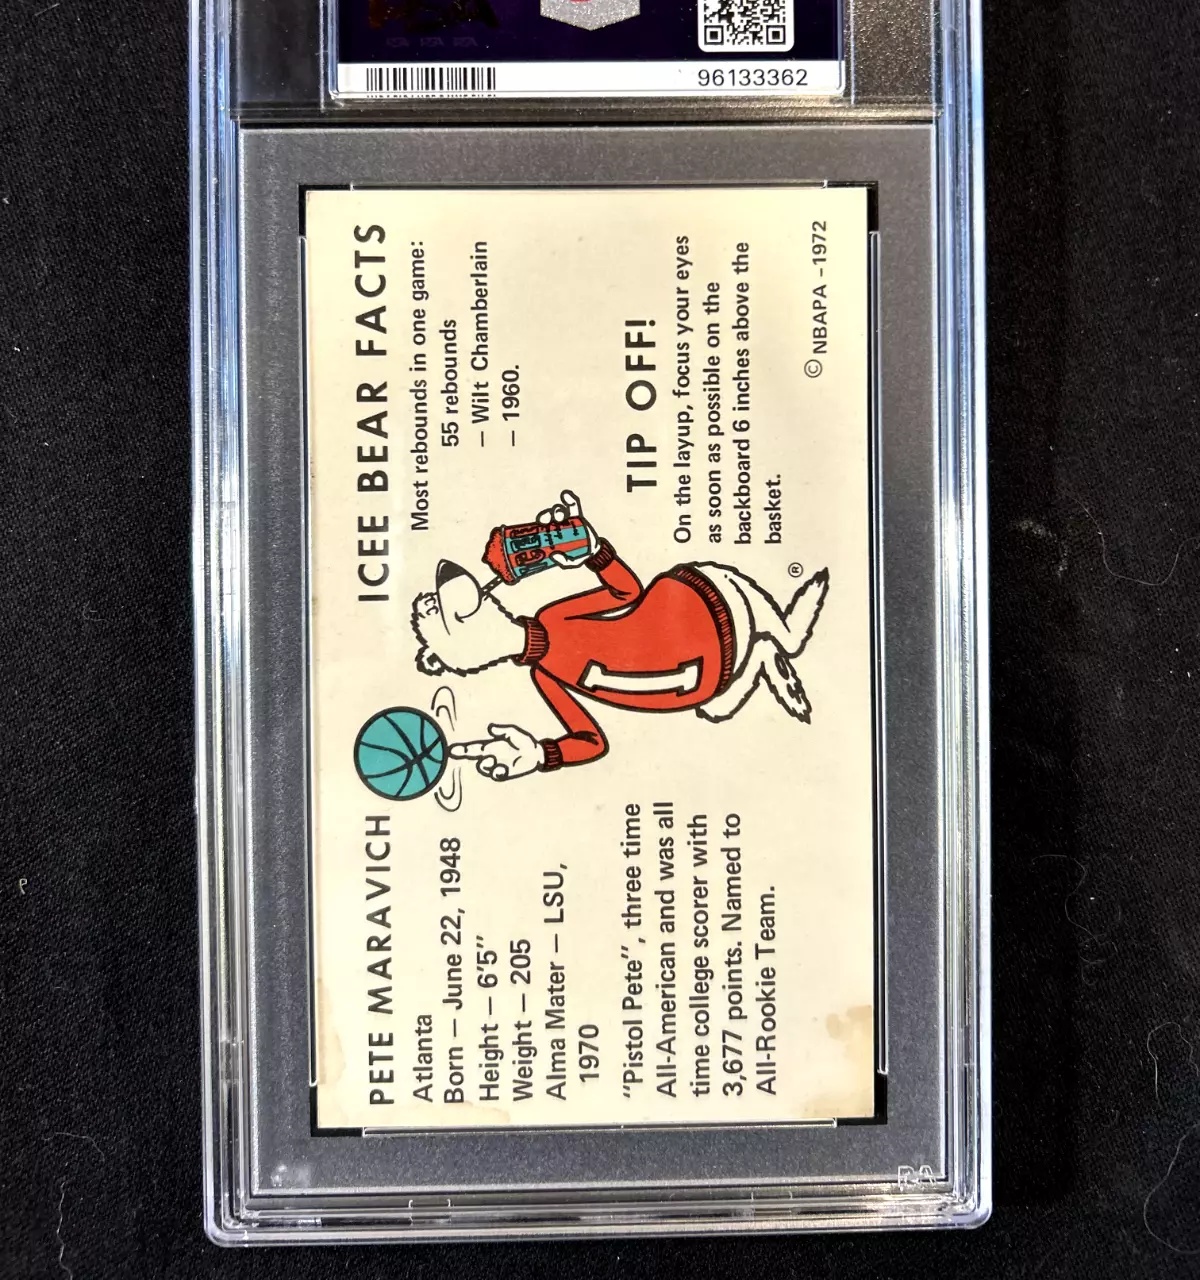 96133362
PETE MARAVICH
Atlanta
Born – June 22, 1948
Height – 6'5"
Weight – 205
Alma Mater – LSU,
1970
"Pistol Pete", three time
All-American and was all
time college scorer with
3,677 points. Named to
All-Rookie Team.
ICEE
®
ICEE BEAR FACTS
Most rebounds in one game:
55 rebounds
– Wilt Chamberlain
– 1960.
TIP OFF!
On the layup, focus your eyes
as soon as possible on the
backboard 6 inches above the
basket.
© NBAPA –1972